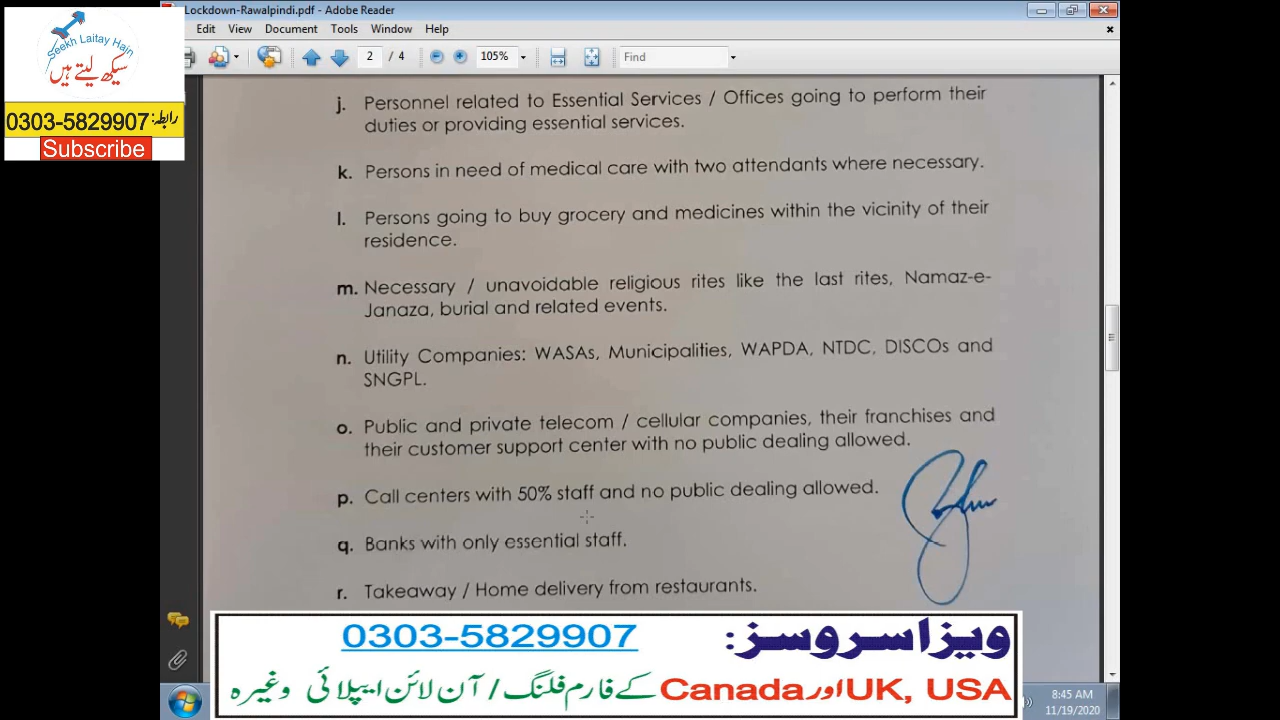 Lockdown-Rawalpindi.pdf - Adobe Reader
Edit View Document Tools Window Help
2 / 4 105% Find
Seekh Laitay Hain
سیکھ لیتے ہیں
رابطہ: 0303-5829907
Subscribe
j. Personnel related to Essential Services / Offices going to perform their
duties or providing essential services.
k. Persons in need of medical care with two attendants where necessary.
l. Persons going to buy grocery and medicines within the vicinity of their
residence.
m. Necessary / unavoidable religious rites like the last rites, Namaz-e-
Janaza, burial and related events.
n. Utility Companies: WASAs, Municipalities, WAPDA, NTDC, DISCOs and
SNGPL.
o. Public and private telecom / cellular companies, their franchises and
their customer support center with no public dealing allowed.
p. Call centers with 50% staff and no public dealing allowed.
q. Banks with only essential staff.
r. Takeaway / Home delivery from restaurants.
ویزا سروسز: 0303-5829907
UK, USA اور Canada کے فارم فلنگ / آن لائن ایپلائی وغیرہ
8:45 AM
11/19/2020